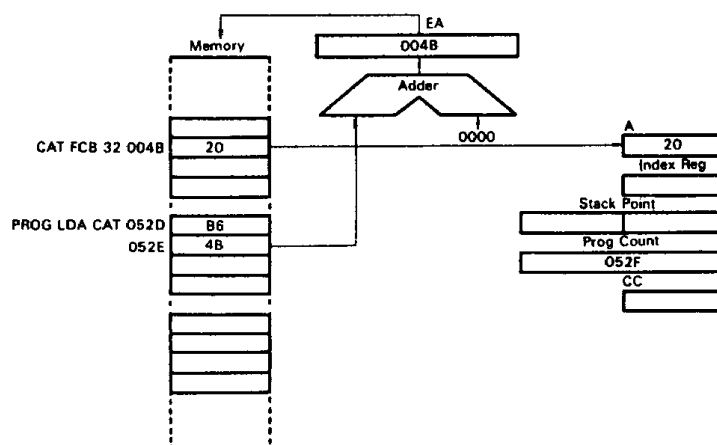 EA
Memory
004B
Adder
0000
A
CAT FCB 32 004B
20
20
Index Reg
Stack Point
PROG LDA CAT 052D
B6
Prog Count
052E
4B
052F
CC